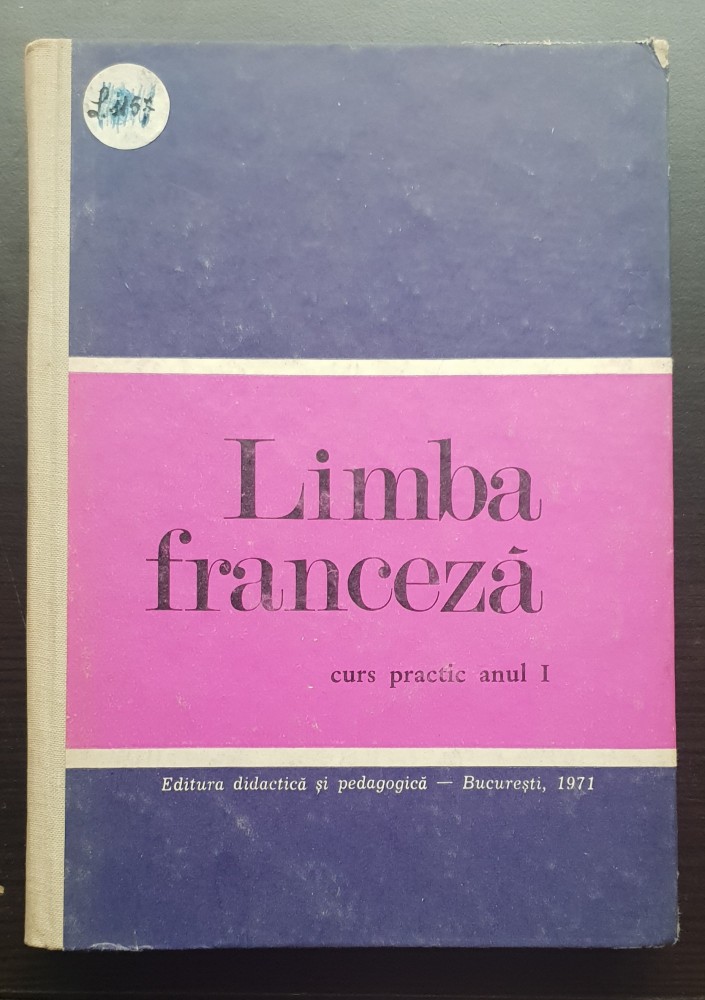 Limba
franceză
curs practic anul I
Editura didactică și pedagogică — București, 1971